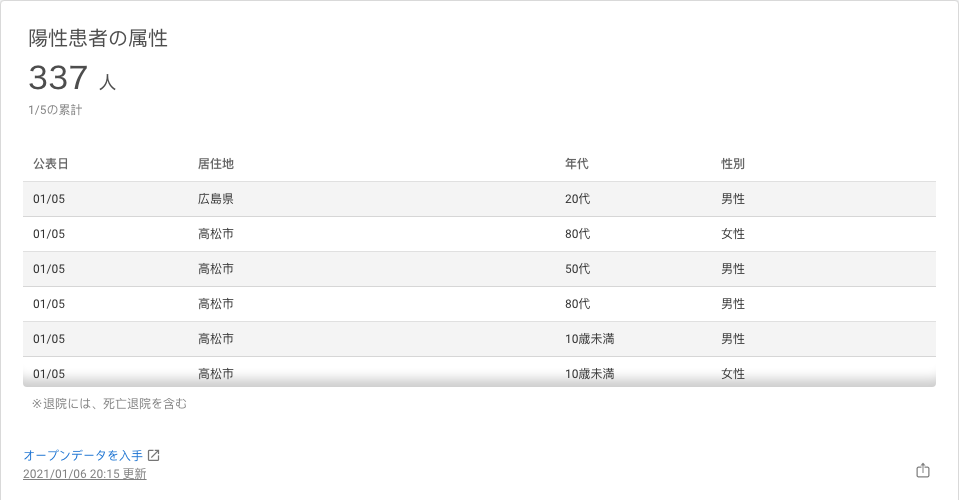 陽性患者の属性
337 人
1/5の累計
公表日 居住地 年代 性別
01/05 広島県 20代 男性
01/05 高松市 80代 女性
01/05 高松市 50代 男性
01/05 高松市 80代 男性
01/05 高松市 10歳未満 男性
01/05 高松市 10歳未満 女性
※退院には、死亡退院を含む
オープンデータを入手
2021/01/06 20:15 更新